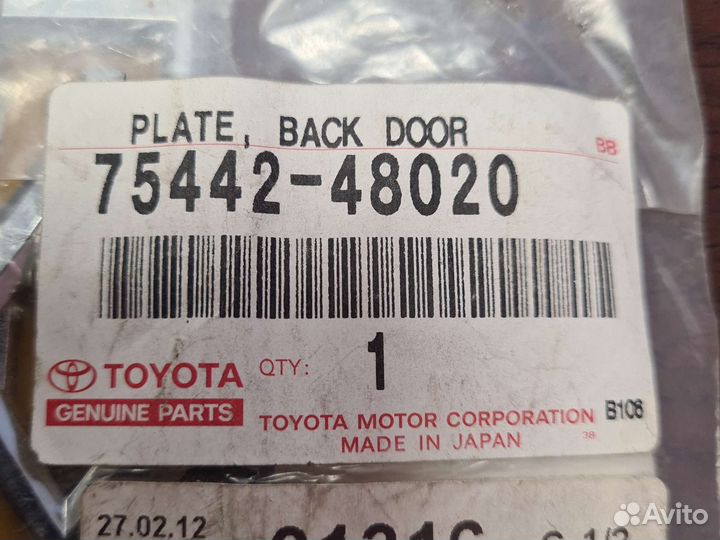 PLATE, BACK DOOR
BB
75442-48020
TOYOTA
QTY: 1
GENUINE PARTS
TOYOTA MOTOR CORPORATION B106
MADE IN JAPAN 38
27.02.12
Avito